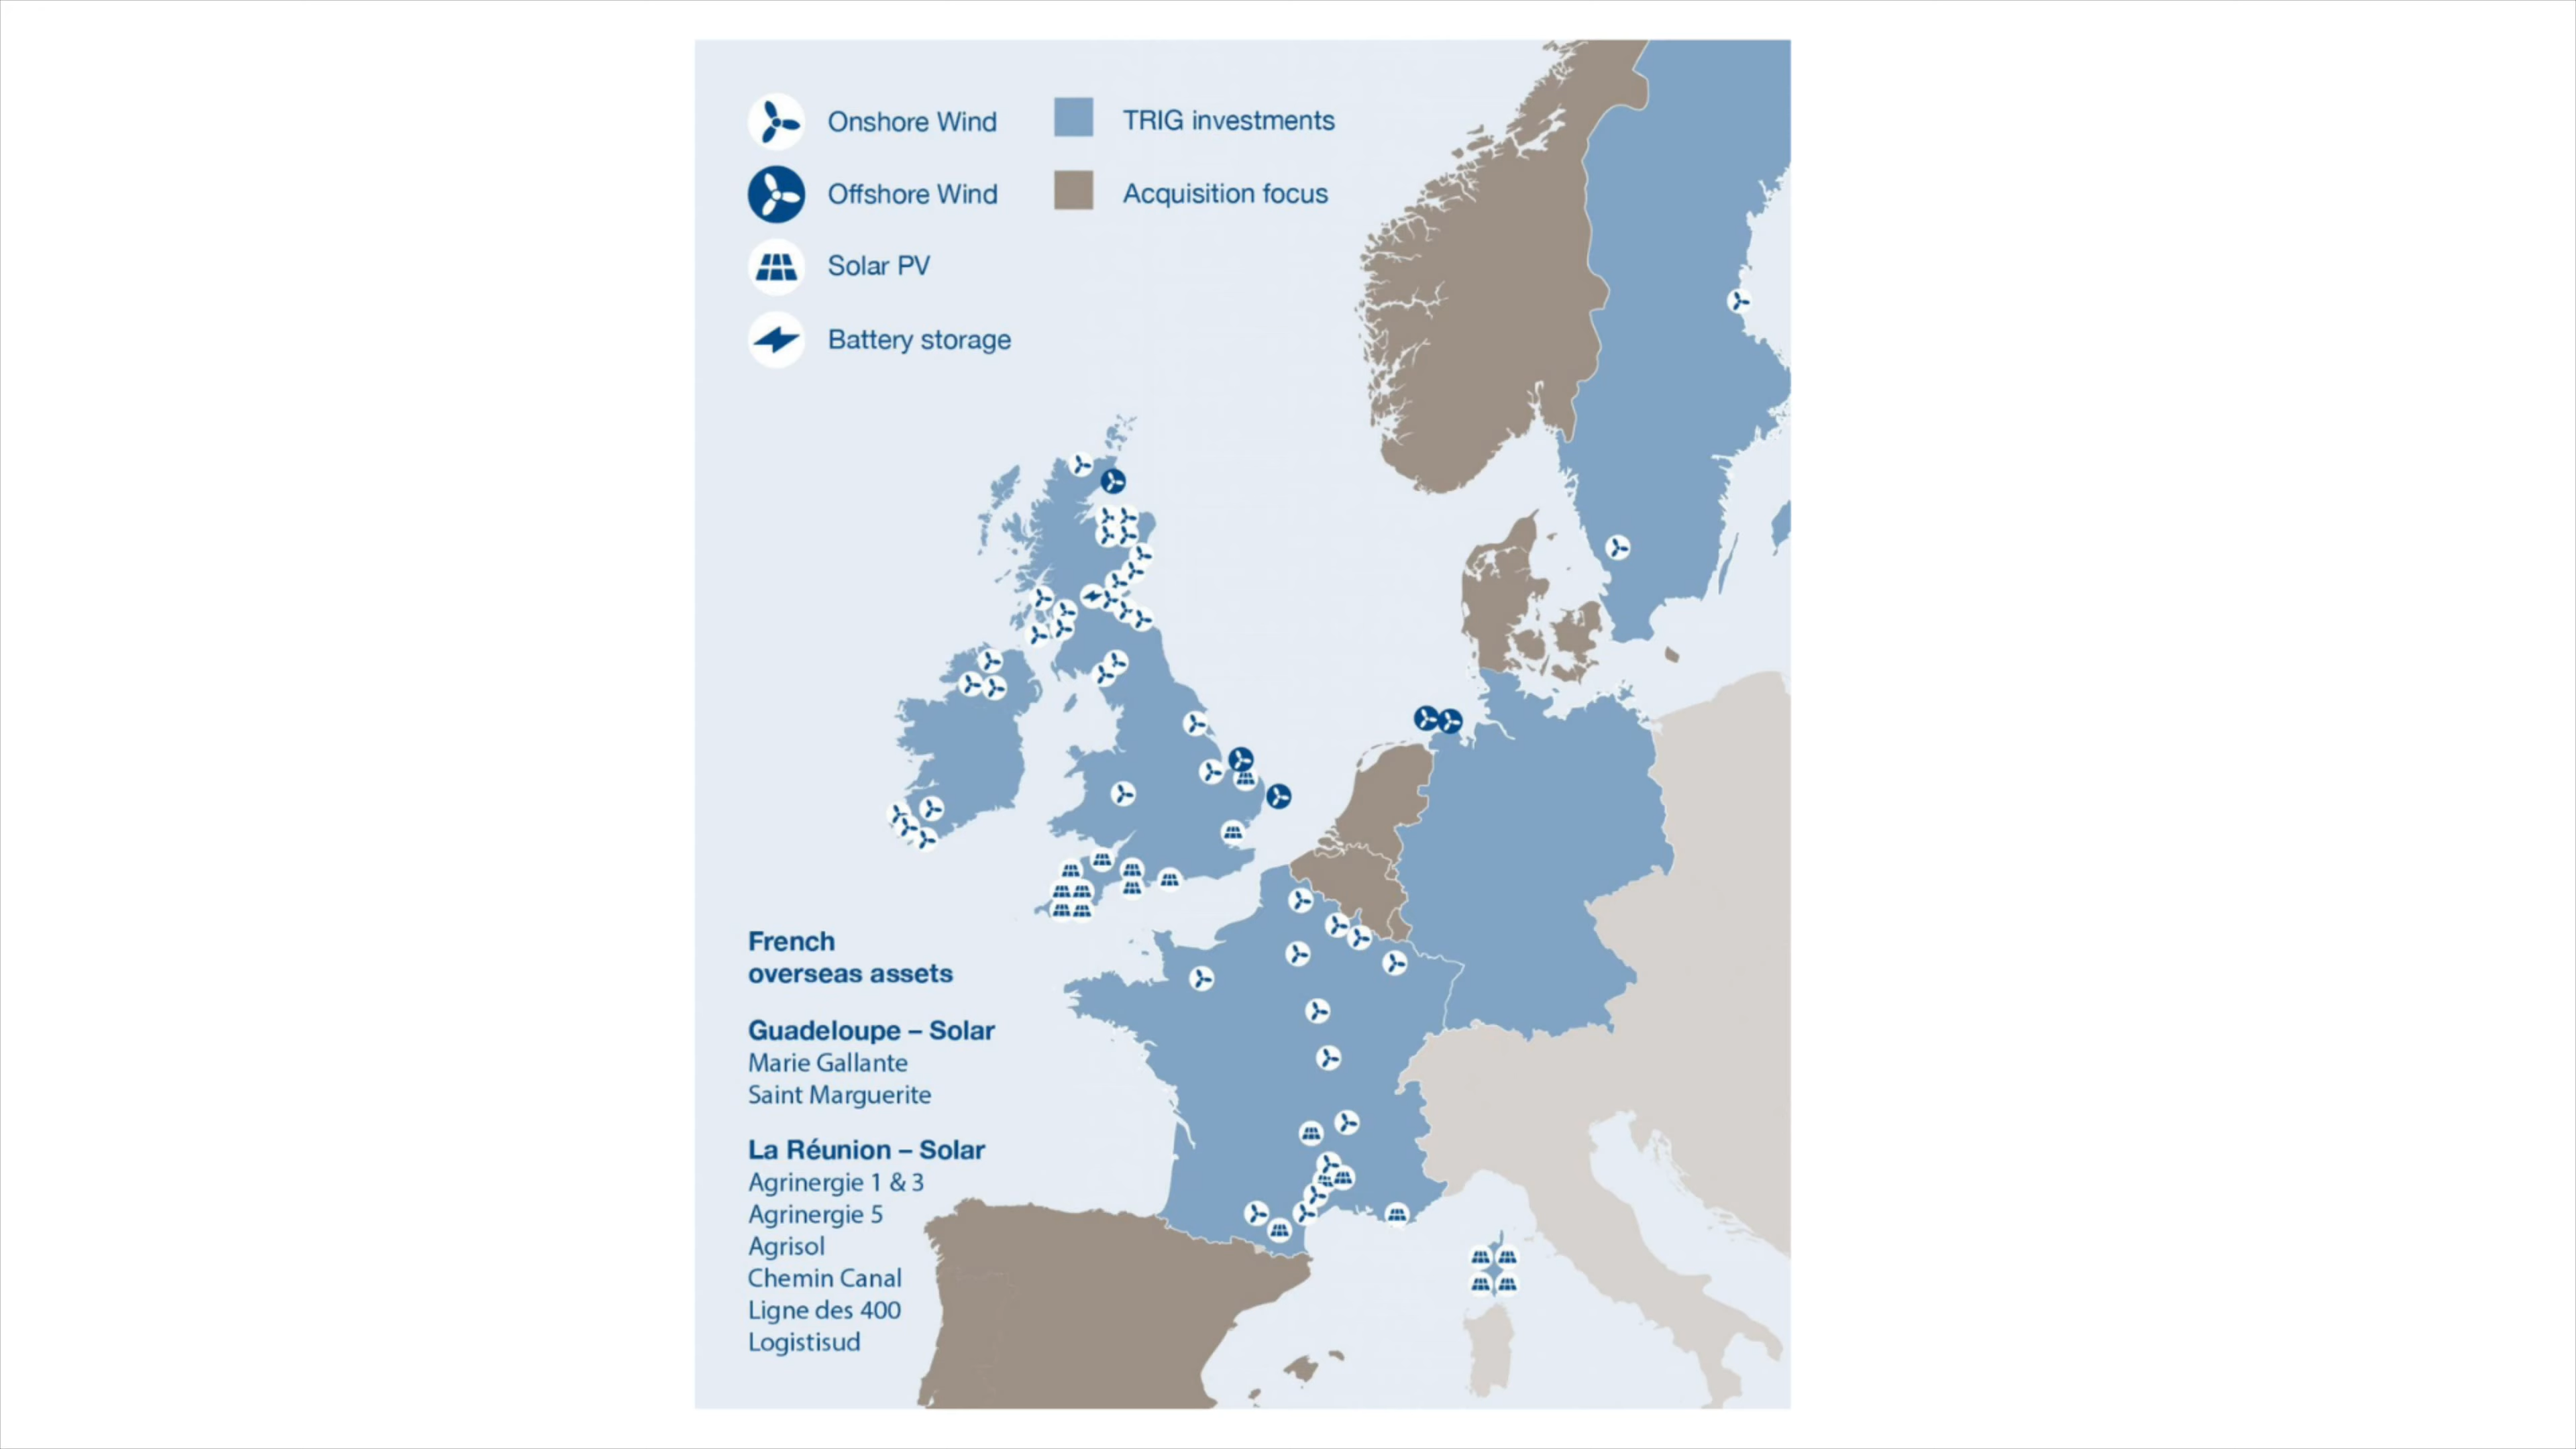 Onshore Wind
Offshore Wind
Solar PV
Battery storage
TRIG investments
Acquisition focus
French
overseas assets
Guadeloupe – Solar
Marie Gallante
Saint Marguerite
La Réunion – Solar
Agrinergie 1 & 3
Agrinergie 5
Agrisol
Chemin Canal
Ligne des 400
Logistisud